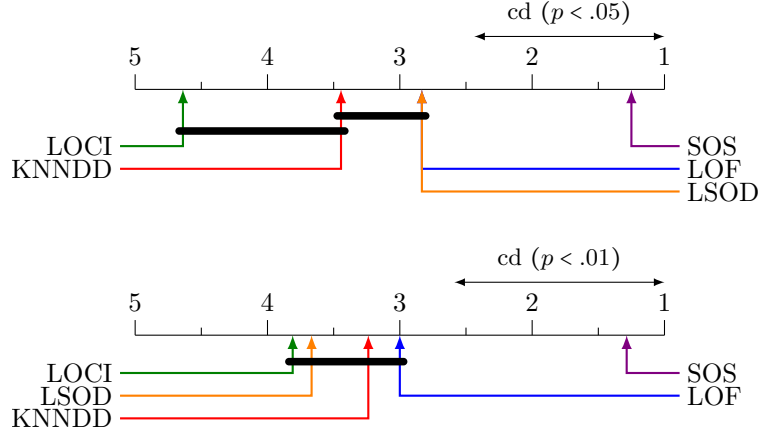 cd (p < .05)
5 4 3 2 1
LOCI SOS
KNNDD LOF
LSOD
cd (p < .01)
5 4 3 2 1
LOCI SOS
LSOD LOF
KNNDD